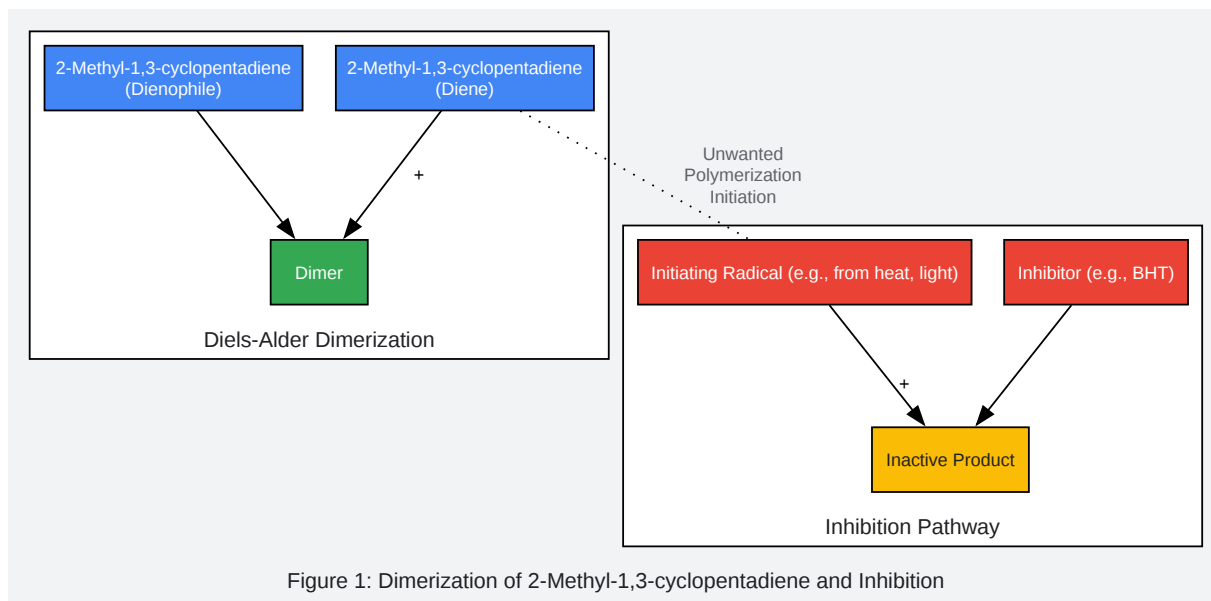 2-Methyl-1,3-cyclopentadiene
(Dienophile)
2-Methyl-1,3-cyclopentadiene
(Diene)
+
Dimer
Diels-Alder Dimerization
Unwanted
Polymerization
Initiation
Initiating Radical (e.g., from heat, light)
Inhibitor (e.g., BHT)
+
Inactive Product
Inhibition Pathway
Figure 1: Dimerization of 2-Methyl-1,3-cyclopentadiene and Inhibition